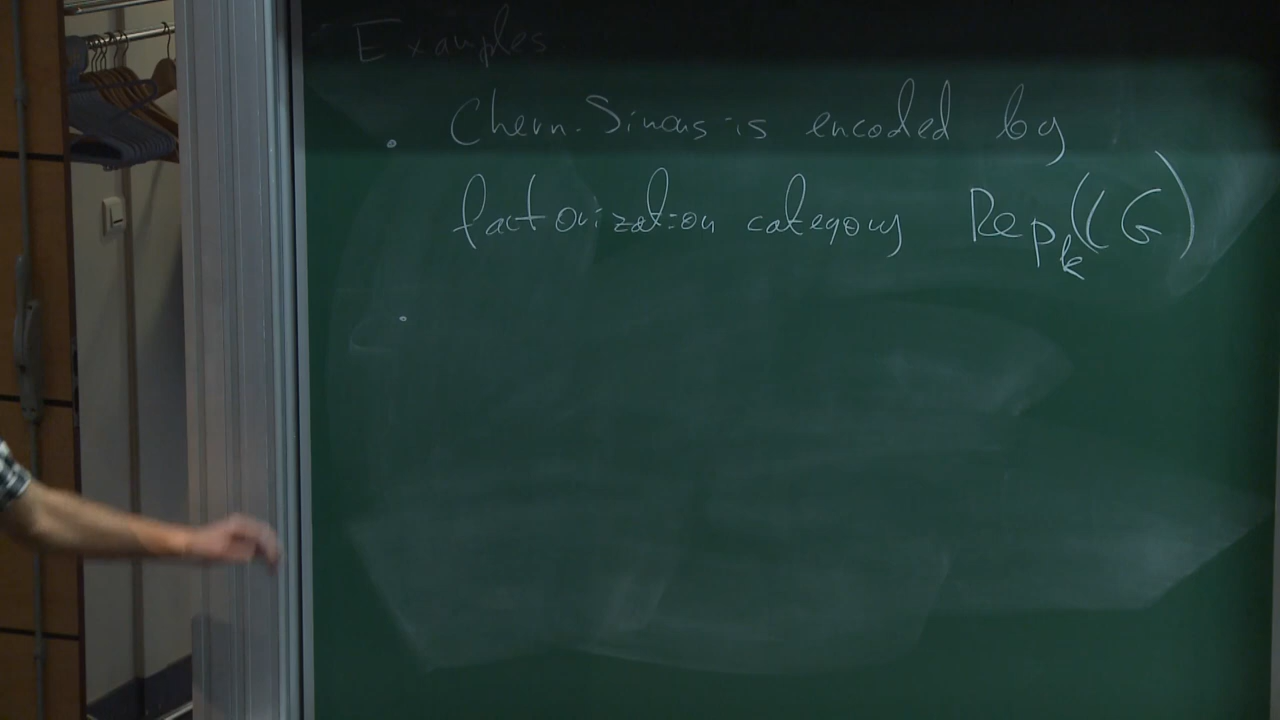 Examples
• Chern-Simons is encoded by
factorization category Rep_k(LG)
•